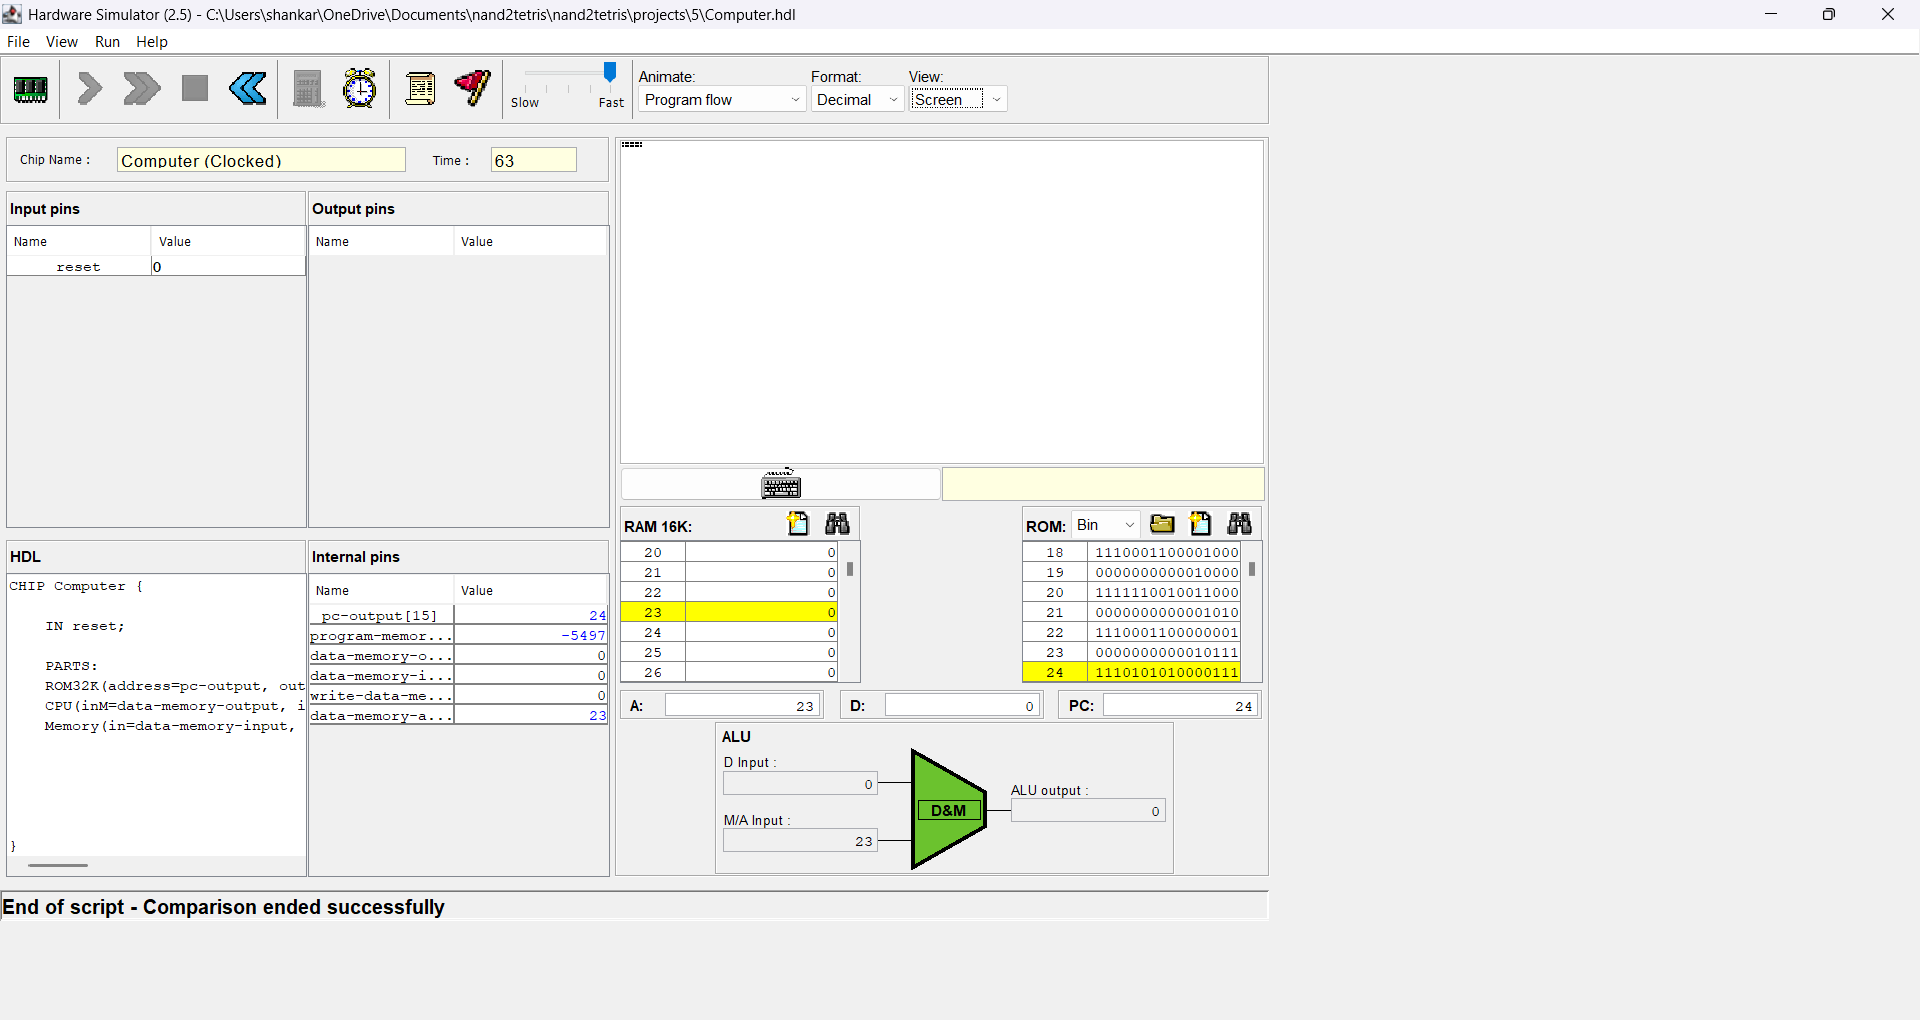 Hardware Simulator (2.5) - C:\Users\shankar\OneDrive\Documents\nand2tetris\nand2tetris\projects\5\Computer.hdl
File View Run Help
Slow Fast
Animate: Format: View:
Program flow Decimal Screen
Chip Name : Computer (Clocked) Time : 63
Input pins
Name Value
reset 0
Output pins
Name Value
HDL
CHIP Computer {
IN reset;
PARTS:
ROM32K(address=pc-output, out
CPU(inM=data-memory-output, i
Memory(in=data-memory-input,
}
Internal pins
Name Value
pc-output[15] 24
program-memor... -5497
data-memory-o... 0
data-memory-i... 0
write-data-me... 0
data-memory-a... 23
RAM 16K:
20 0
21 0
22 0
23 0
24 0
25 0
26 0
ROM: Bin
18 1110001100001000
19 0000000000010000
20 1111110010011000
21 0000000000001010
22 1110001100000001
23 0000000000010111
24 1110101010000111
A: 23 D: 0 PC: 24
ALU
D Input :
0
M/A Input :
23
D&M
ALU output :
0
End of script - Comparison ended successfully